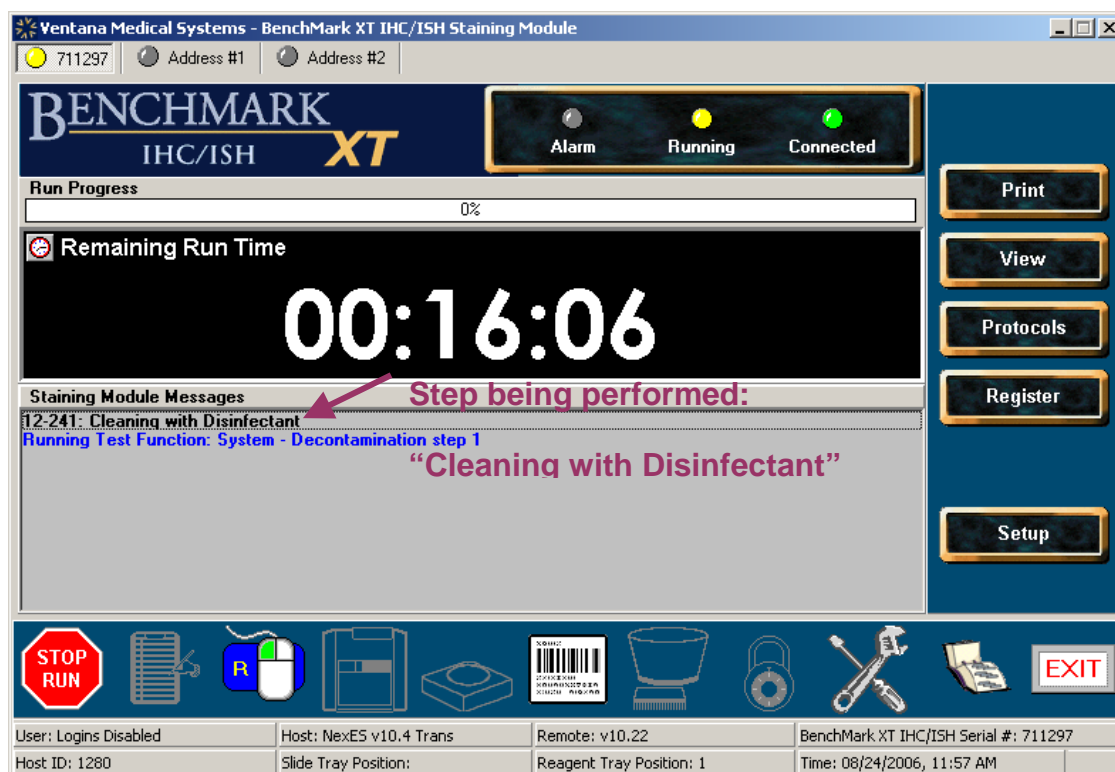 Ventana Medical Systems - BenchMark XT IHC/ISH Staining Module
711297 Address #1 Address #2
BENCHMARK
IHC/ISH XT
Alarm Running Connected
Run Progress
0%
Remaining Run Time
00:16:06
Print
View
Protocols
Register
Setup
Staining Module Messages
12-241: Cleaning with Disinfectant
Running Test Function: System - Decontamination step 1
Step being performed:
“Cleaning with Disinfectant”
STOP
RUN
R
EXIT
User: Logins Disabled Host: NexES v10.4 Trans Remote: v10.22 BenchMark XT IHC/ISH Serial #: 711297
Host ID: 1280 Slide Tray Position: Reagent Tray Position: 1 Time: 08/24/2006, 11:57 AM